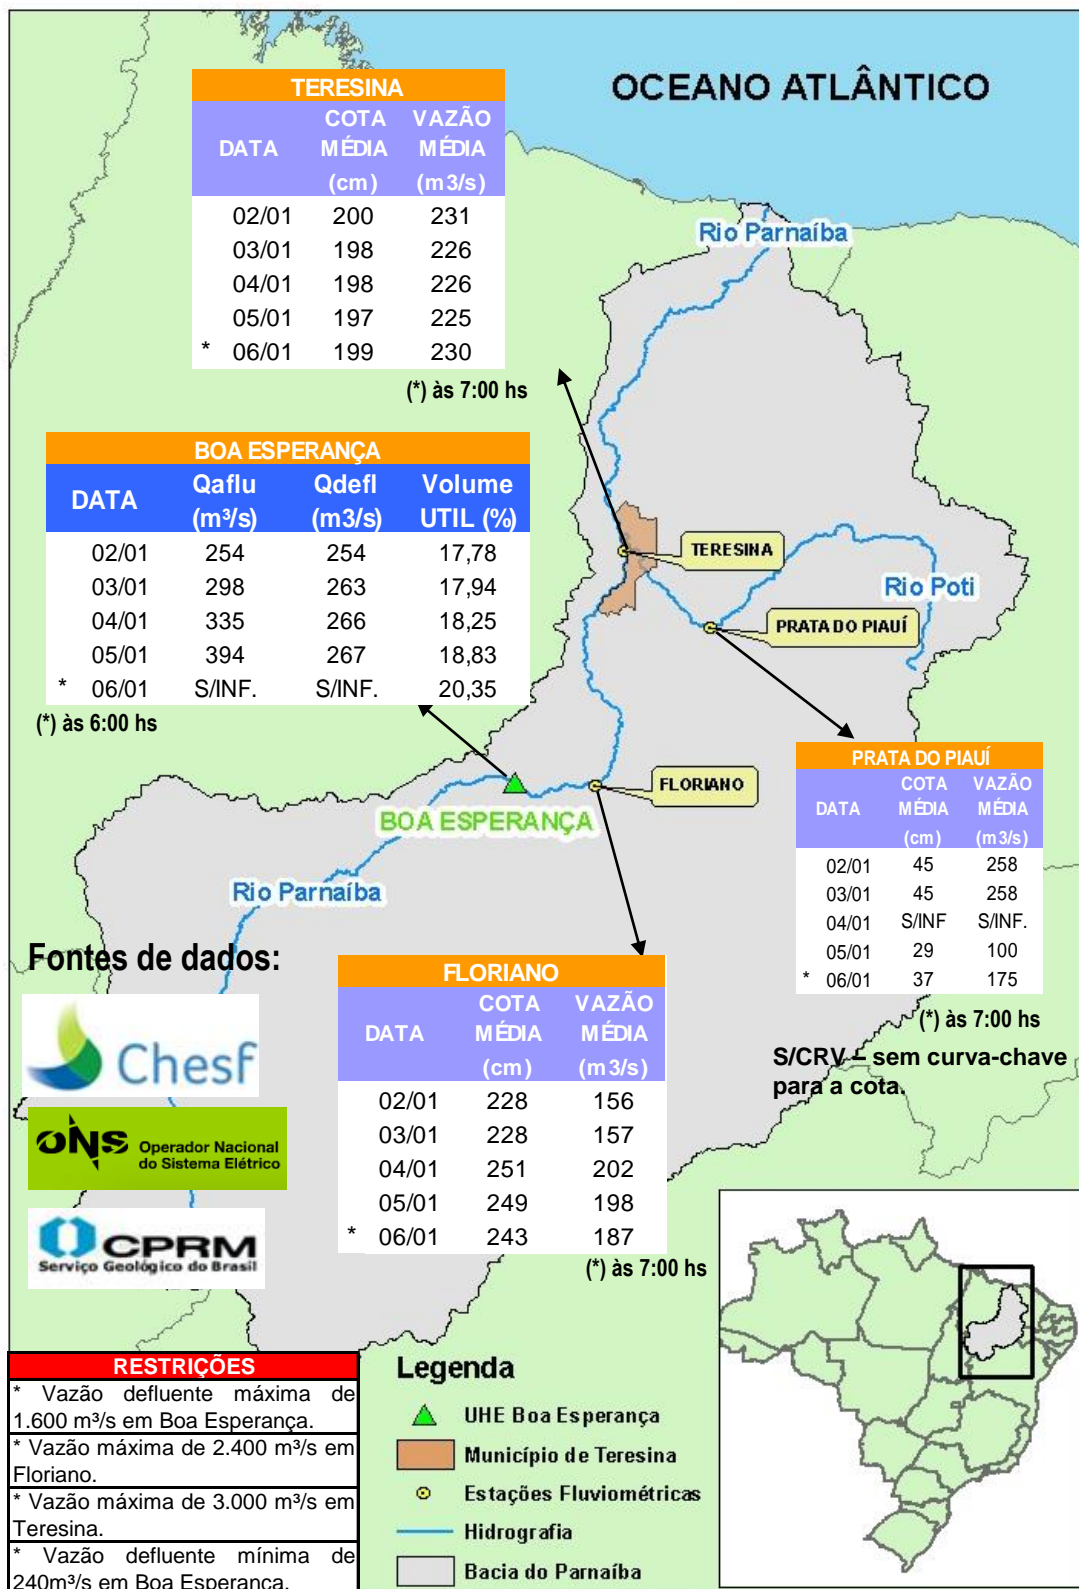 OCEANO ATLÂNTICO
TERESINA
DATA COTA MÉDIA (cm) VAZÃO MÉDIA (m3/s)
02/01 200 231
03/01 198 226
04/01 198 226
05/01 197 225
* 06/01 199 230
(*) às 7:00 hs
Rio Parnaíba
BOA ESPERANÇA
DATA Qaflu (m³/s) Qdefl (m3/s) Volume UTIL (%)
02/01 254 254 17,78
03/01 298 263 17,94
04/01 335 266 18,25
05/01 394 267 18,83
* 06/01 S/INF. S/INF. 20,35
(*) às 6:00 hs
TERESINA
Rio Poti
PRATA DO PIAUÍ
FLORIANO
BOA ESPERANÇA
Rio Parnaíba
PRATA DO PIAUÍ
DATA COTA MÉDIA (cm) VAZÃO MÉDIA (m3/s)
02/01 45 258
03/01 45 258
04/01 S/INF S/INF.
05/01 29 100
* 06/01 37 175
(*) às 7:00 hs
S/CRV – sem curva-chave
para a cota.
Fontes de dados:
Chesf
ONS Operador Nacional
do Sistema Elétrico
CPRM
Serviço Geológico do Brasil
FLORIANO
DATA COTA MÉDIA (cm) VAZÃO MÉDIA (m3/s)
02/01 228 156
03/01 228 157
04/01 251 202
05/01 249 198
* 06/01 243 187
(*) às 7:00 hs
RESTRIÇÕES
* Vazão defluente máxima de
1.600 m³/s em Boa Esperança.
* Vazão máxima de 2.400 m³/s em
Floriano.
* Vazão máxima de 3.000 m³/s em
Teresina.
* Vazão defluente mínima de
240m³/s em Boa Esperança.
Legenda
UHE Boa Esperança
Município de Teresina
Estações Fluviométricas
Hidrografia
Bacia do Parnaíba